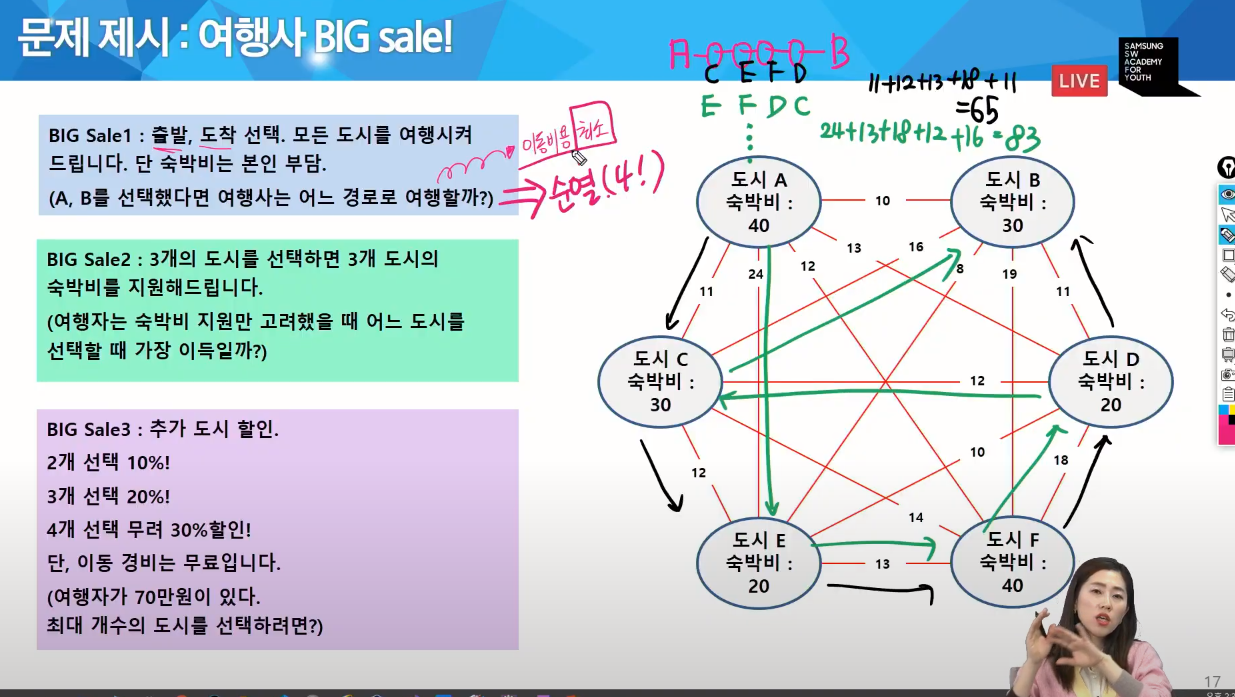 문제 제시 : 여행사 BIG sale!
A B
C E F D
E F D C
11+12+13+18+11
=65
24+13+18+12+16=83
LIVE
SAMSUNG
SW
ACADEMY
FOR
YOUTH
BIG Sale1 : 출발, 도착 선택. 모든 도시를 여행시켜
드립니다. 단 숙박비는 본인 부담.
(A, B를 선택했다면 여행사는 어느 경로로 여행할까?)
이동비용 최소
순열.(4!)
BIG Sale2 : 3개의 도시를 선택하면 3개 도시의
숙박비를 지원해드립니다.
(여행자는 숙박비 지원만 고려했을 때 어느 도시를
선택할 때 가장 이득일까?)
BIG Sale3 : 추가 도시 할인.
2개 선택 10%!
3개 선택 20%!
4개 선택 무려 30%할인!
단, 이동 경비는 무료입니다.
(여행자가 70만원이 있다.
최대 개수의 도시를 선택하려면?)
도시 A
숙박비 :
40
10
도시 B
숙박비 :
30
13
16
24
12
8
19
11
11
도시 C
숙박비 :
30
12
도시 D
숙박비 :
20
12
10
18
14
도시 E
숙박비 :
20
13
도시 F
숙박비 :
40
17